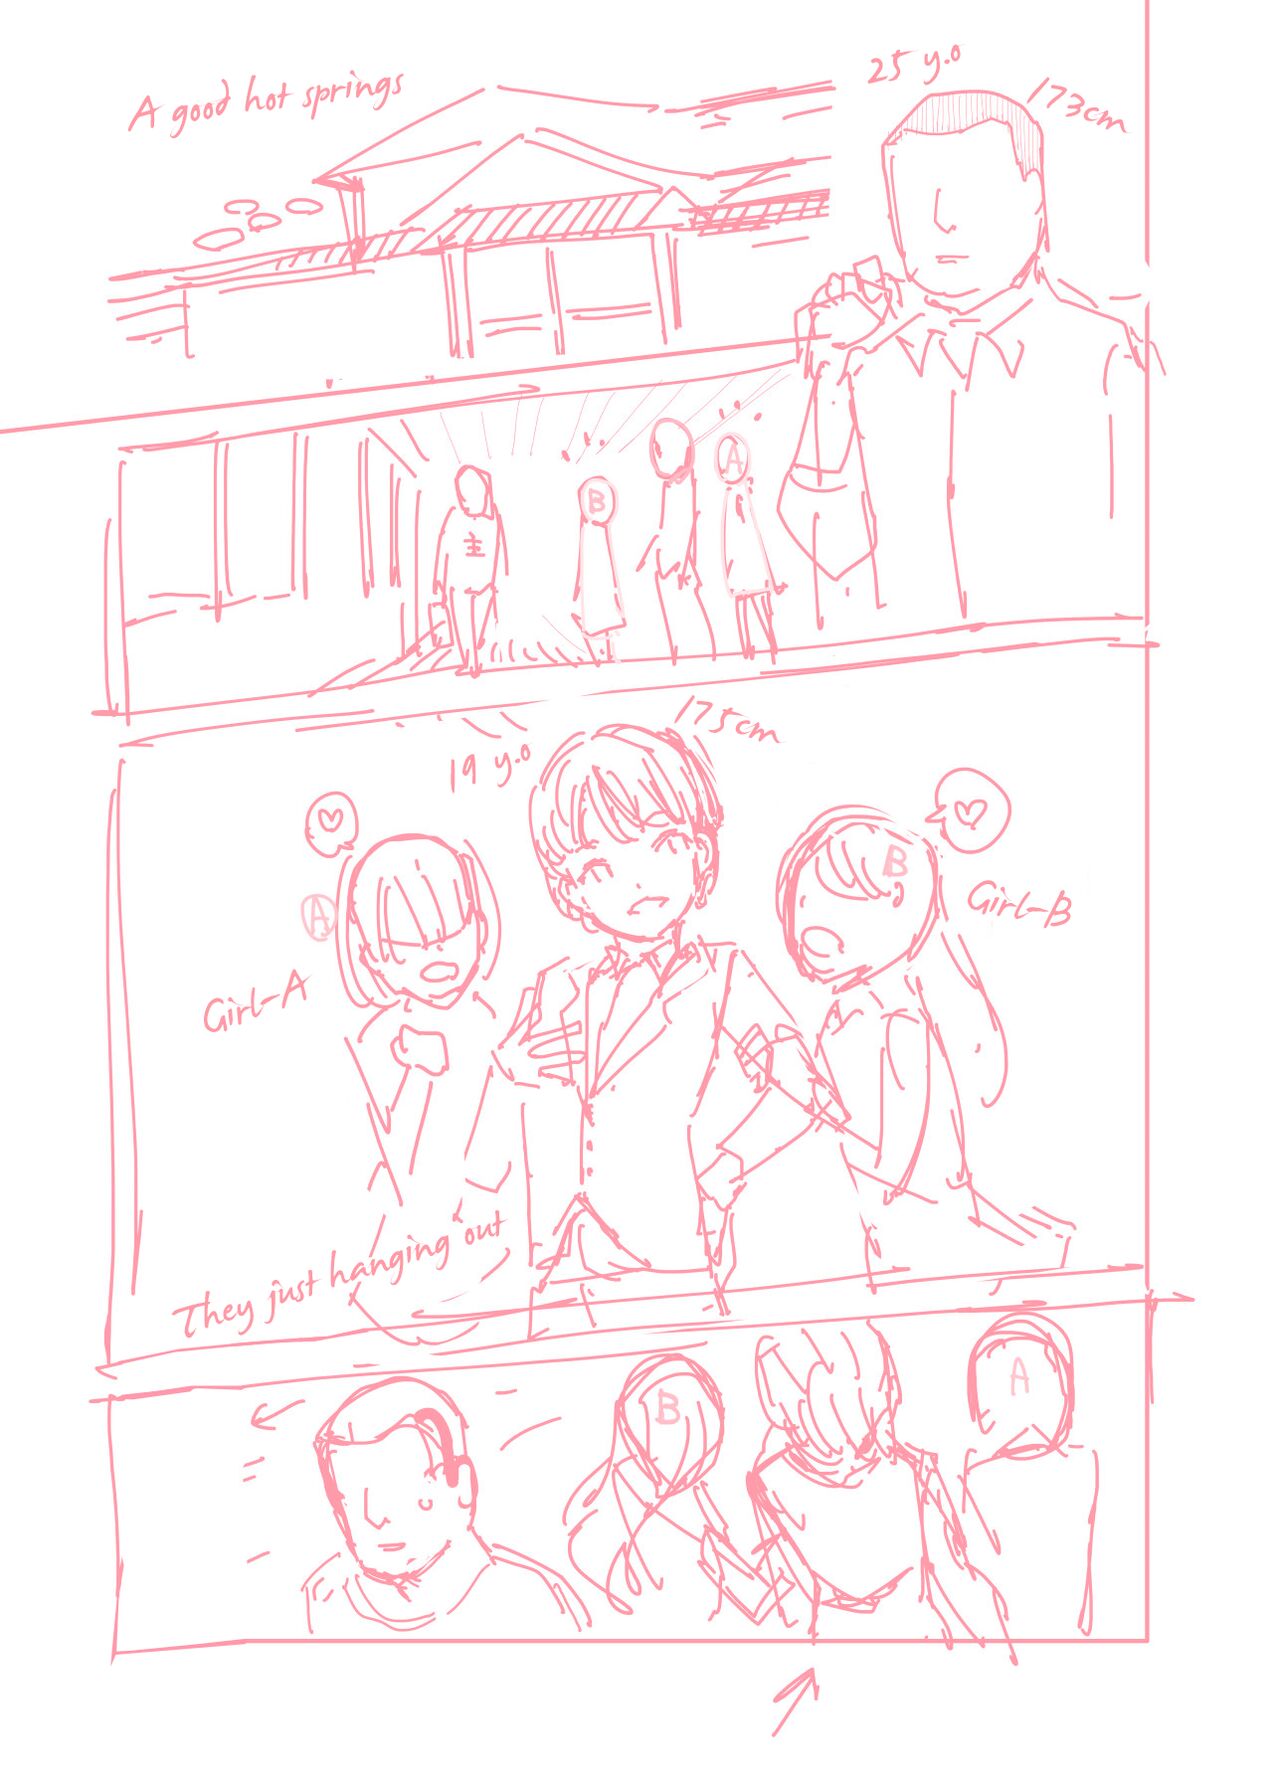 A good hot springs
25 y.o
173cm
主
B
A
19 y.o
175cm
A
Girl-A
B
Girl-B
They just hanging out
B
A